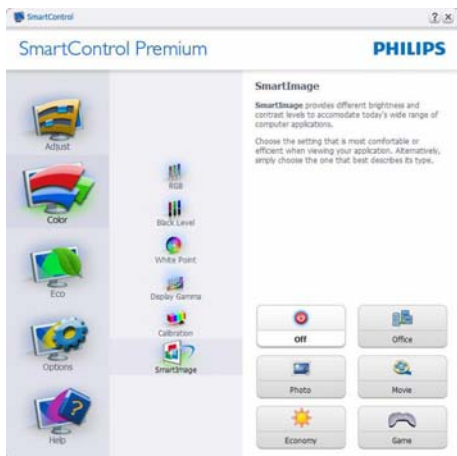 SmartControl
SmartControl Premium
PHILIPS
Adjust
Color
Eco
Options
Help
RGB
Black Level
White Point
Display Gamma
Calibration
SmartImage
SmartImage
SmartImage provides different brightness and
contrast levels to accomodate today's wide range of
computer applications.
Choose the setting that is most comfortable or
efficient when viewing your application. Alternatively,
simply choose the one that best describes its type.
Off
Office
Photo
Movie
Economy
Game